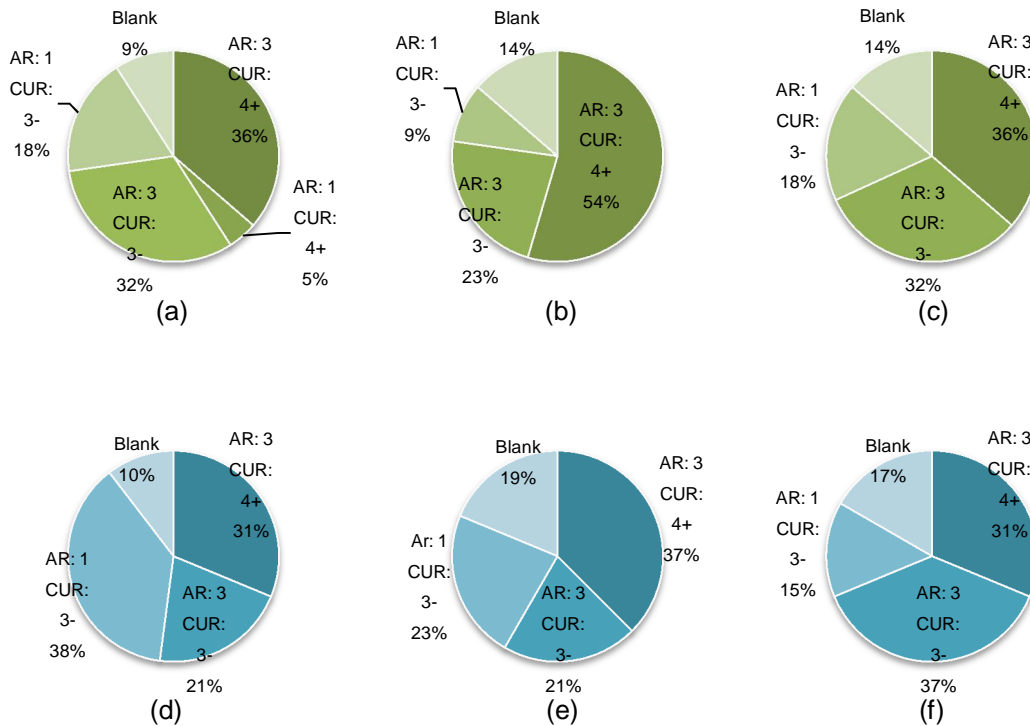 Blank
9%
AR: 3
CUR:
4+
36%
AR: 1
CUR:
4+
5%
AR: 3
CUR:
3-
32%
AR: 1
CUR:
3-
18%
(a)
Blank
14%
AR: 3
CUR:
4+
54%
AR: 3
CUR:
3-
23%
AR: 1
CUR:
3-
9%
(b)
Blank
14%
AR: 3
CUR:
4+
36%
AR: 3
CUR:
3-
32%
AR: 1
CUR:
3-
18%
(c)
Blank
10%
AR: 3
CUR:
4+
31%
AR: 3
CUR:
3-
21%
AR: 1
CUR:
3-
38%
(d)
Blank
19%
AR: 3
CUR:
4+
37%
AR: 3
CUR:
3-
21%
Ar: 1
CUR:
3-
23%
(e)
Blank
17%
AR: 3
CUR:
4+
31%
AR: 3
CUR:
3-
37%
AR: 1
CUR:
3-
15%
(f)